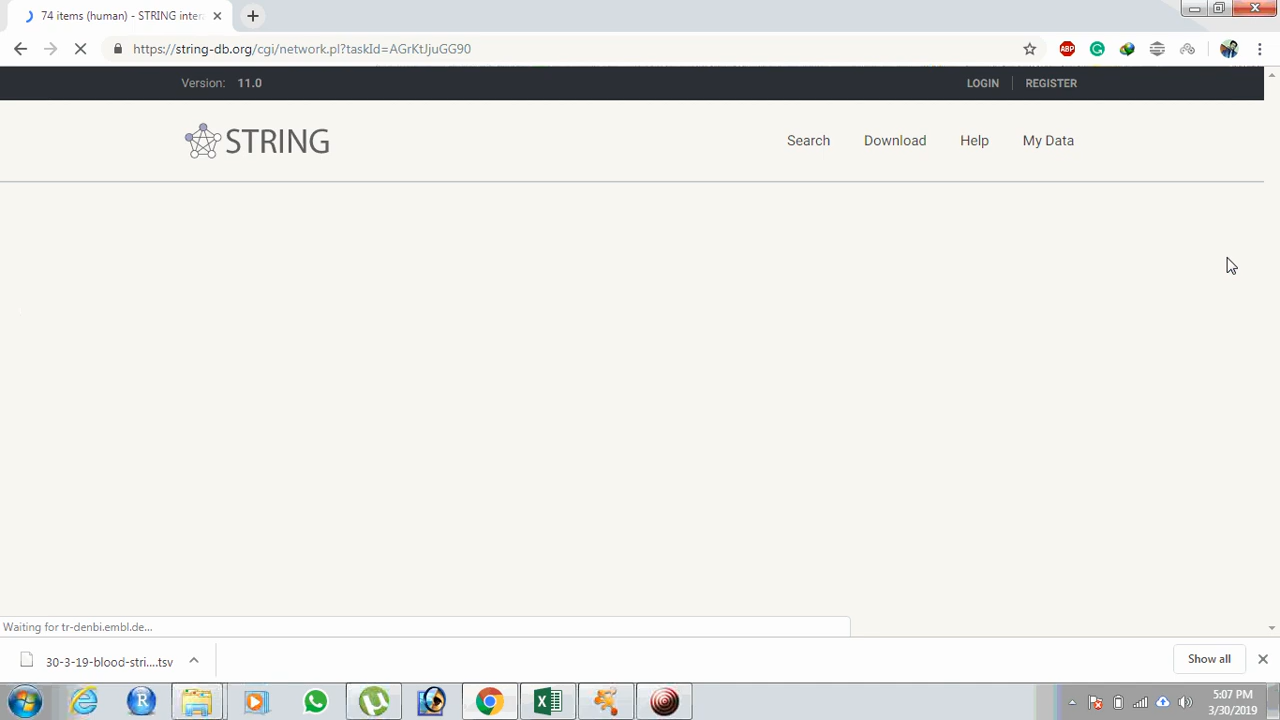 74 items (human) - STRING inter
https://string-db.org/cgi/network.pl?taskId=AGrKtJjuGG90
ABP
Version: 11.0
LOGIN
REGISTER
STRING
Search
Download
Help
My Data
Waiting for tr-denbi.embl.de...
30-3-19-blood-stri....tsv
Show all
R
5:07 PM
3/30/2019